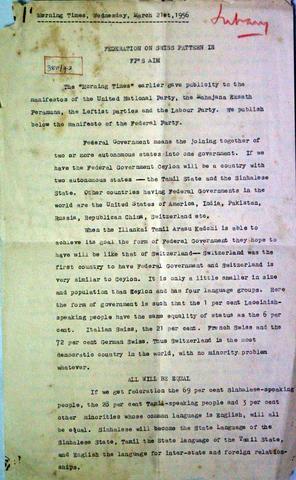 Morning Times, Wednesday, March 21st, 1956
Library
FEDERATION ON SWISS PATTERN IS
FP'S AIM
The "Morning Times" earlier gave publicity to the
manifestos of the United National Party, the Mahajana Eksath
Peramuna, the Leftist parties and the Labour Party. We publish
below the manifesto of the Federal Party.
Federal Government means the joining together of
two or more autonomous states into one government. If we
have the Federal Government Ceylon will be a country with
two autonomous states — the Tamil State and the Sinhalese
State. Other countries having Federal Governments in the
world are the United States of America, India, Pakistan,
Russia, Republican China, Switzerland etc.
When the Illankai Tamil Arasu Kadchi is able to
achieve its goal the form of Federal Government they hope to
have will be like that of Switzerland-- Switzerland was the
first country to have Federal Government and Switzerland is
very similar to Ceylon. It is only a little smaller in size
and population than Ceylon and has four language groups. Here
the form of government is such that the 1 per cent
speaking people have the same equality of status as the 6 per
cent. Italian Swiss, the 21 per cent. French Swiss and the
72 per cent German Swiss. Thus Switzerland is the most
democratic country in the world, with no minority problem
whatever.
ALL WILL BE EQUAL
If we get federation the 69 per cent Sinhalese-speaking
people, the 28 per cent Tamil-speaking people and 3 per cent
other minorities whose common language is English, will all
be equal. Sinhalese will become the State Language of the
Sinhalese State, Tamil the State language of the Tamil State,
and English the language for inter-state and foreign relation-
ships.